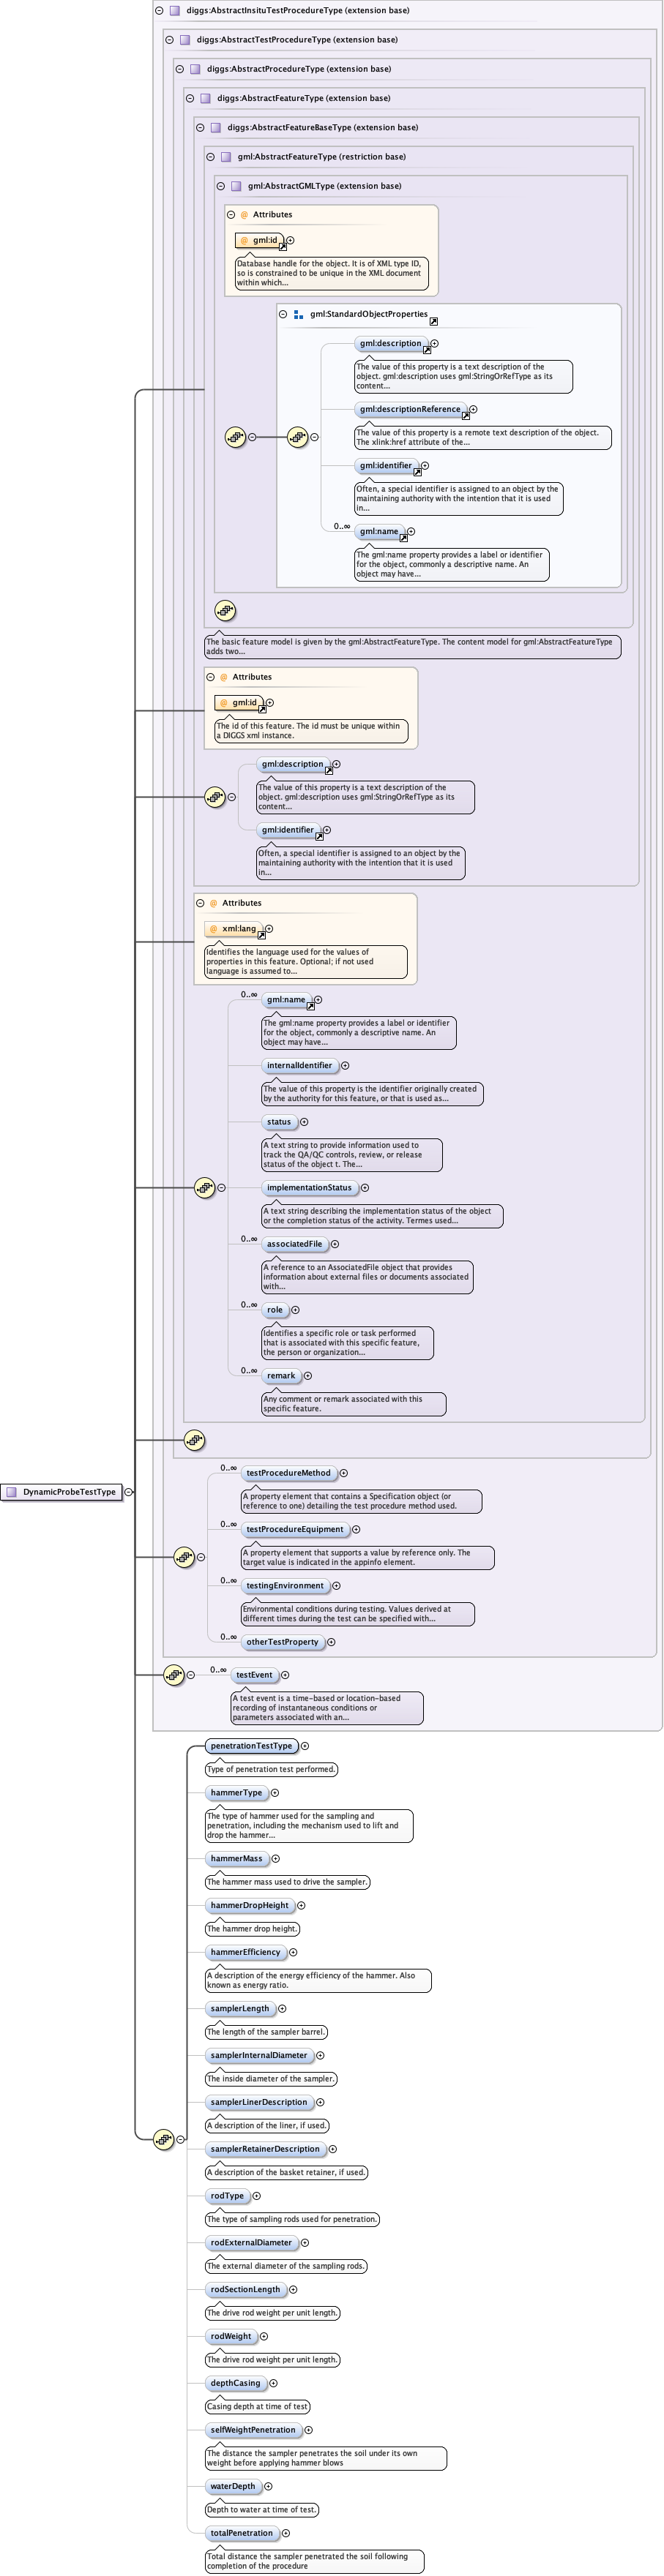 diggs:AbstractInsituTestProcedureType (extension base)
diggs:AbstractTestProcedureType (extension base)
diggs:AbstractProcedureType (extension base)
diggs:AbstractFeatureType (extension base)
diggs:AbstractFeatureBaseType (extension base)
gml:AbstractFeatureType (restriction base)
gml:AbstractGMLType (extension base)
@ Attributes
@ gml:id
Database handle for the object. It is of XML type ID,
so is constrained to be unique in the XML document
within which...
gml:StandardObjectProperties
gml:description
The value of this property is a text description of the
object. gml:description uses gml:StringOrRefType as its
content...
gml:descriptionReference
The value of this property is a remote text description of the object.
The xlink:href attribute of the...
gml:identifier
Often, a special identifier is assigned to an object by the
maintaining authority with the intention that it is used
in...
0..∞ gml:name
The gml:name property provides a label or identifier
for the object, commonly a descriptive name. An
object may have...
The basic feature model is given by the gml:AbstractFeatureType. The content model for gml:AbstractFeatureType
adds two...
@ Attributes
@ gml:id
The id of this feature. The id must be unique within
a DIGGS xml instance.
gml:description
The value of this property is a text description of the
object. gml:description uses gml:StringOrRefType as its
content...
gml:identifier
Often, a special identifier is assigned to an object by the
maintaining authority with the intention that it is used
in...
@ Attributes
@ xml:lang
Identifies the language used for the values of
properties in this feature. Optional; if not used
language is assumed to...
0..∞ gml:name
The gml:name property provides a label or identifier
for the object, commonly a descriptive name. An
object may have...
internalIdentifier
The value of this property is the identifier originally created
by the authority for this feature, or that is used as...
status
A text string to provide information used to
track the QA/QC controls, review, or release
status of the object t. The...
implementationStatus
A text string describing the implementation status of the object
or the completion status of the activity. Termes used...
0..∞ associatedFile
A reference to an AssociatedFile object that provides
information about external files or documents associated
with...
0..∞ role
Identifies a specific role or task performed
that is associated with this specific feature,
the person or organization...
0..∞ remark
Any comment or remark associated with this
specific feature.
0..∞ testProcedureMethod
A property element that contains a Specification object (or
reference to one) detailing the test procedure method used.
DynamicProbeTestType
0..∞ testProcedureEquipment
A property element that supports a value by reference only. The
target value is indicated in the appinfo element.
0..∞ testingEnvironment
Environmental conditions during testing. Values derived at
different times during the test can be specified with...
0..∞ otherTestProperty
0..∞ testEvent
A test event is a time-based or location-based
recording of instantaneous conditions or
parameters associated with an...
penetrationTestType
Type of penetration test performed.
hammerType
The type of hammer used for the sampling and
penetration, including the mechanism used to lift and
drop the hammer...
hammerMass
The hammer mass used to drive the sampler.
hammerDropHeight
The hammer drop height.
hammerEfficiency
A description of the energy efficiency of the hammer. Also
known as energy ratio.
samplerLength
The length of the sampler barrel.
samplerInternalDiameter
The inside diameter of the sampler.
samplerLinerDescription
A description of the liner, if used.
samplerRetainerDescription
A description of the basket retainer, if used.
rodType
The type of sampling rods used for penetration.
rodExternalDiameter
The external diameter of the sampling rods.
rodSectionLength
The drive rod weight per unit length.
rodWeight
The drive rod weight per unit length.
depthCasing
Casing depth at time of test
selfWeightPenetration
The distance the sampler penetrates the soil under its own
weight before applying hammer blows
waterDepth
Depth to water at time of test.
totalPenetration
Total distance the sampler penetrated the soil following
completion of the procedure